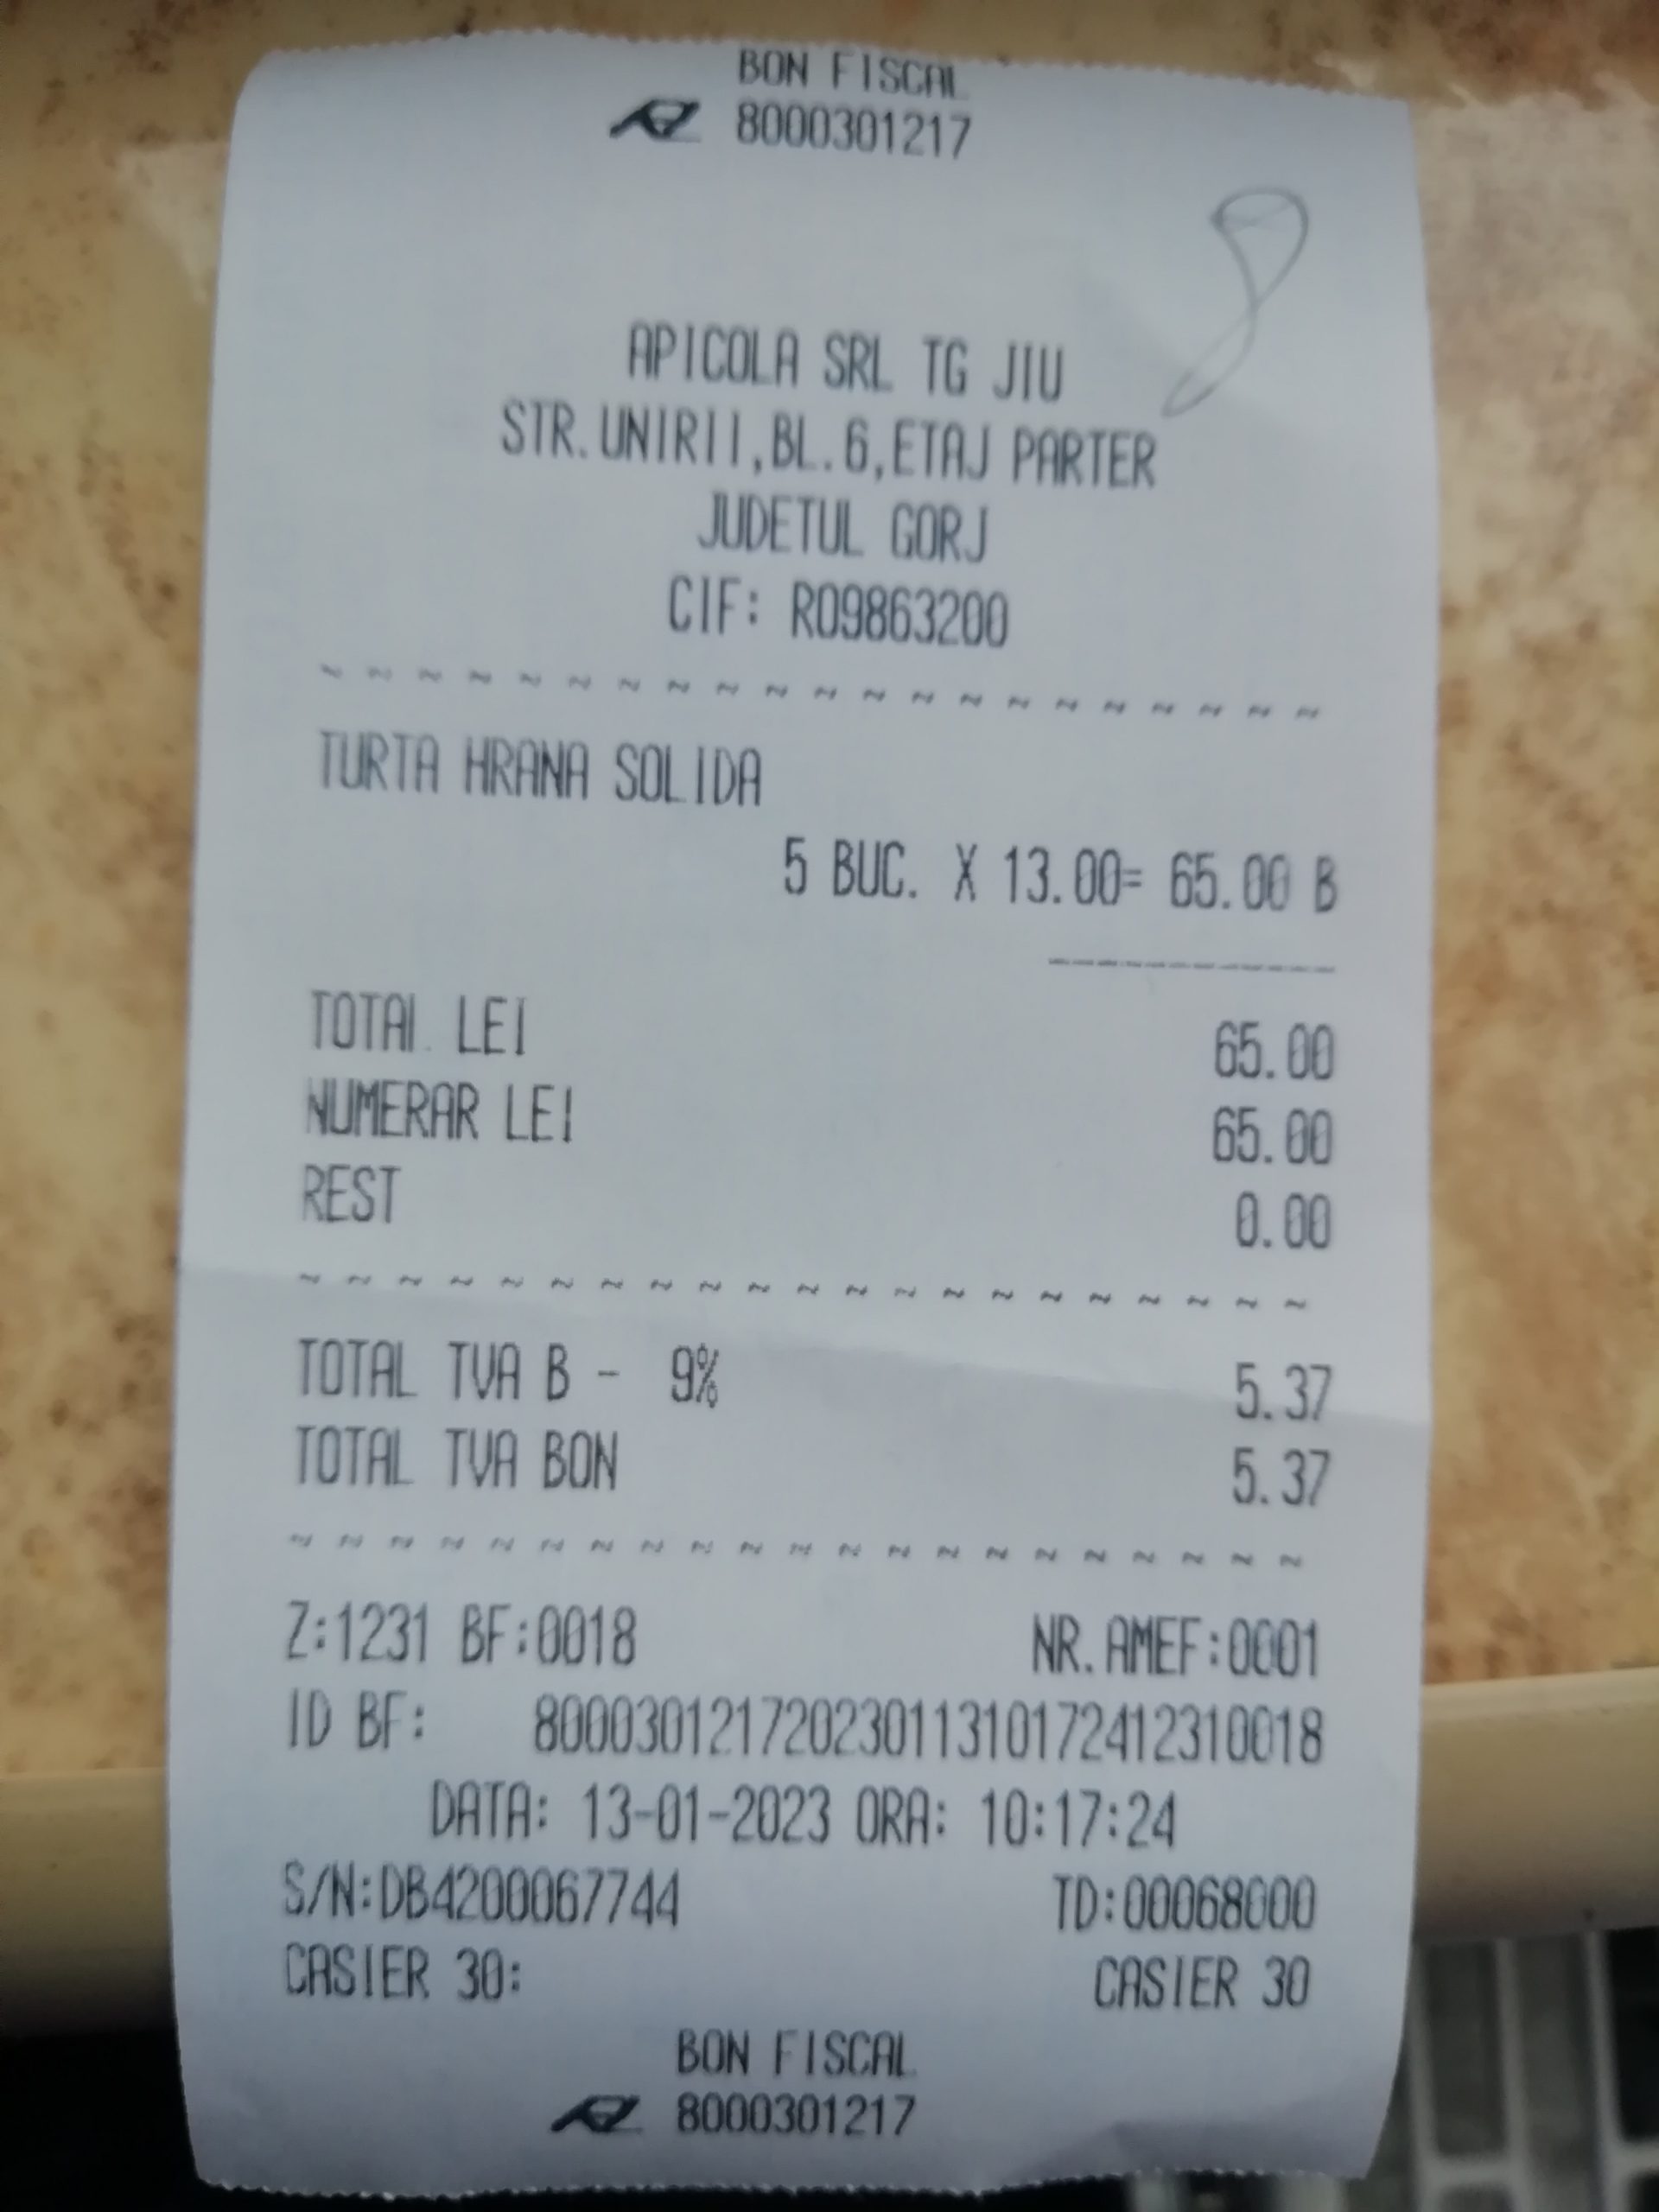 BON FISCAL
8000301217
APICOLA SRL TG JIU
STR.UNIRII,BL.6,ETAJ PARTER
JUDETUL GORJ
CIF: RO9863200
~ ~ ~ ~ ~ ~ ~ ~ ~ ~ ~ ~ ~ ~ ~ ~ ~ ~ ~ ~ ~
TURTA HRANA SOLIDA
5 BUC. X 13.00= 65.00 B
TOTAL LEI 65.00
NUMERAR LEI 65.00
REST 0.00
~ ~ ~ ~ ~ ~ ~ ~ ~ ~ ~ ~ ~ ~ ~ ~ ~ ~ ~ ~ ~
TOTAL TVA B - 9% 5.37
TOTAL TVA BON 5.37
~ ~ ~ ~ ~ ~ ~ ~ ~ ~ ~ ~ ~ ~ ~ ~ ~ ~ ~ ~ ~
Z:1231 BF:0018 NR.AMEF:0001
ID BF: 80003012172023011310172412310018
DATA: 13-01-2023 ORA: 10:17:24
S/N:DB4200067744 TD:00068000
CASIER 30: CASIER 30
BON FISCAL
8000301217